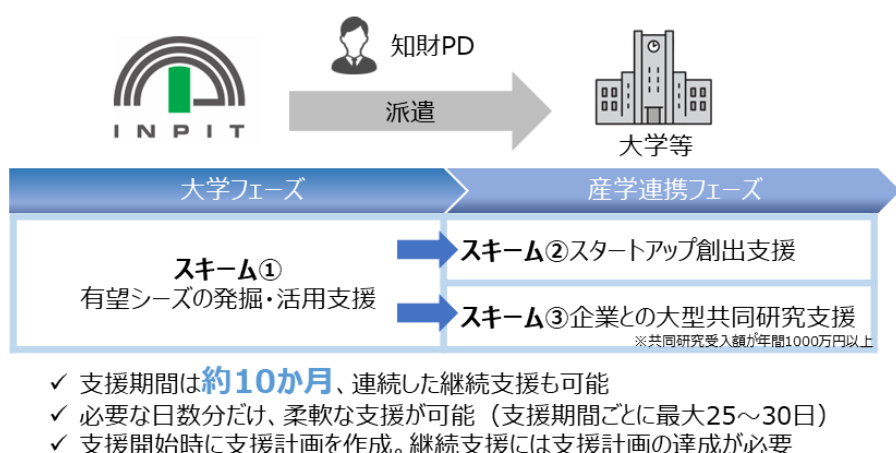 知財PD
INPIT
派遣
大学等
大学フェーズ
産学連携フェーズ
スキーム①
有望シーズの発掘・活用支援
スキーム②スタートアップ創出支援
スキーム③企業との大型共同研究支援
※共同研究受入額が年間1000万円以上
✓ 支援期間は約10か月、連続した継続支援も可能
✓ 必要な日数分だけ、柔軟な支援が可能（支援期間ごとに最大25～30日）
✓ 支援開始時に支援計画を作成。継続支援には支援計画の達成が必要